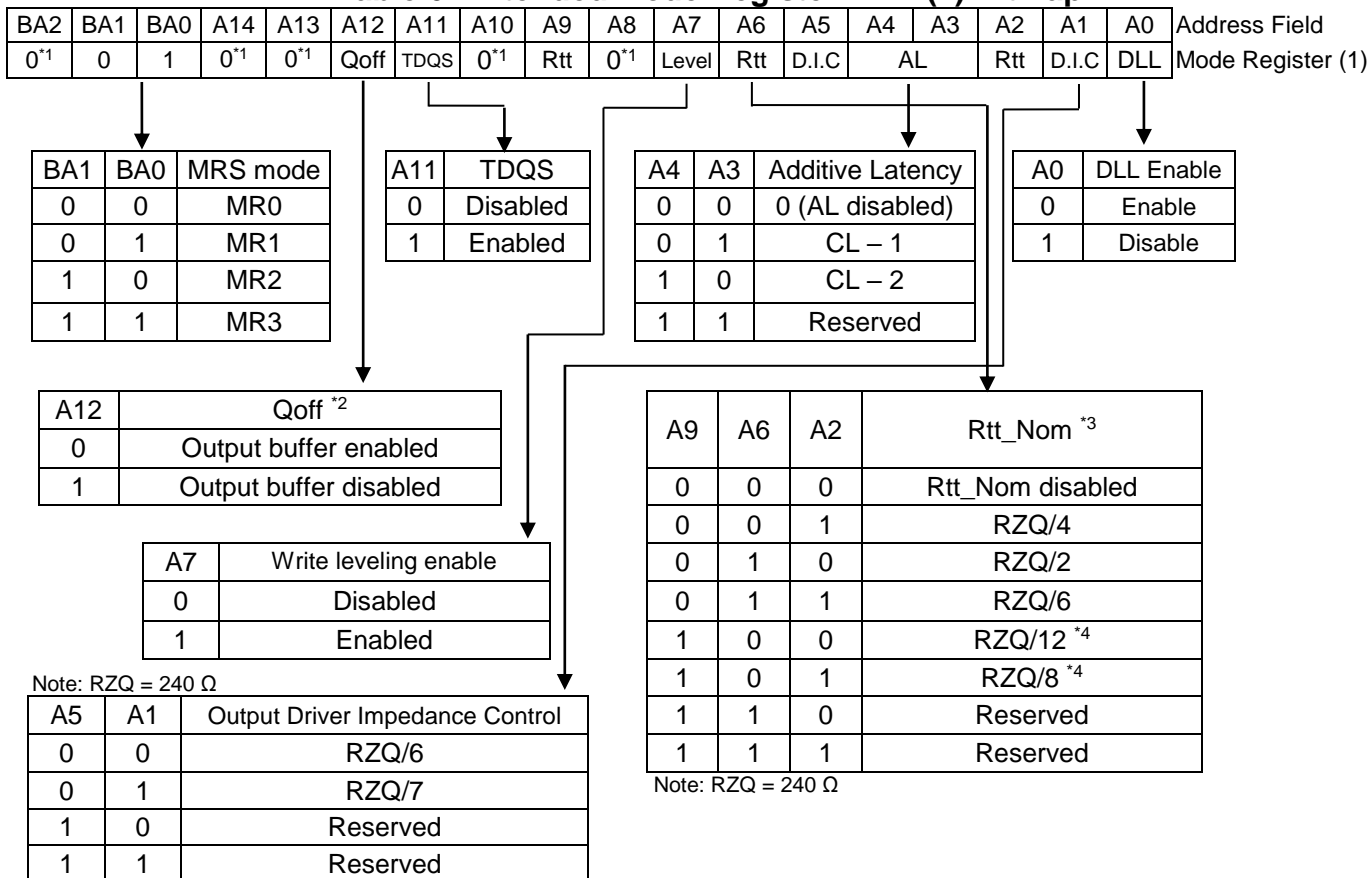 BA2 BA1 BA0 A14 A13 A12 A11 A10 A9 A8 A7 A6 A5 A4 A3 A2 A1 A0 Address Field
0*1 0 1 0*1 0*1 Qoff TDQS 0*1 Rtt 0*1 Level Rtt D.I.C AL Rtt D.I.C DLL Mode Register (1)
BA1 BA0 MRS mode
0 0 MR0
0 1 MR1
1 0 MR2
1 1 MR3
A11 TDQS
0 Disabled
1 Enabled
A4 A3 Additive Latency
0 0 0 (AL disabled)
0 1 CL – 1
1 0 CL – 2
1 1 Reserved
A0 DLL Enable
0 Enable
1 Disable
A12 Qoff *2
0 Output buffer enabled
1 Output buffer disabled
A9 A6 A2 Rtt_Nom *3
0 0 0 Rtt_Nom disabled
0 0 1 RZQ/4
0 1 0 RZQ/2
0 1 1 RZQ/6
1 0 0 RZQ/12 *4
1 0 1 RZQ/8 *4
1 1 0 Reserved
1 1 1 Reserved
Note: RZQ = 240 Ω
A7 Write leveling enable
0 Disabled
1 Enabled
Note: RZQ = 240 Ω
A5 A1 Output Driver Impedance Control
0 0 RZQ/6
0 1 RZQ/7
1 0 Reserved
1 1 Reserved